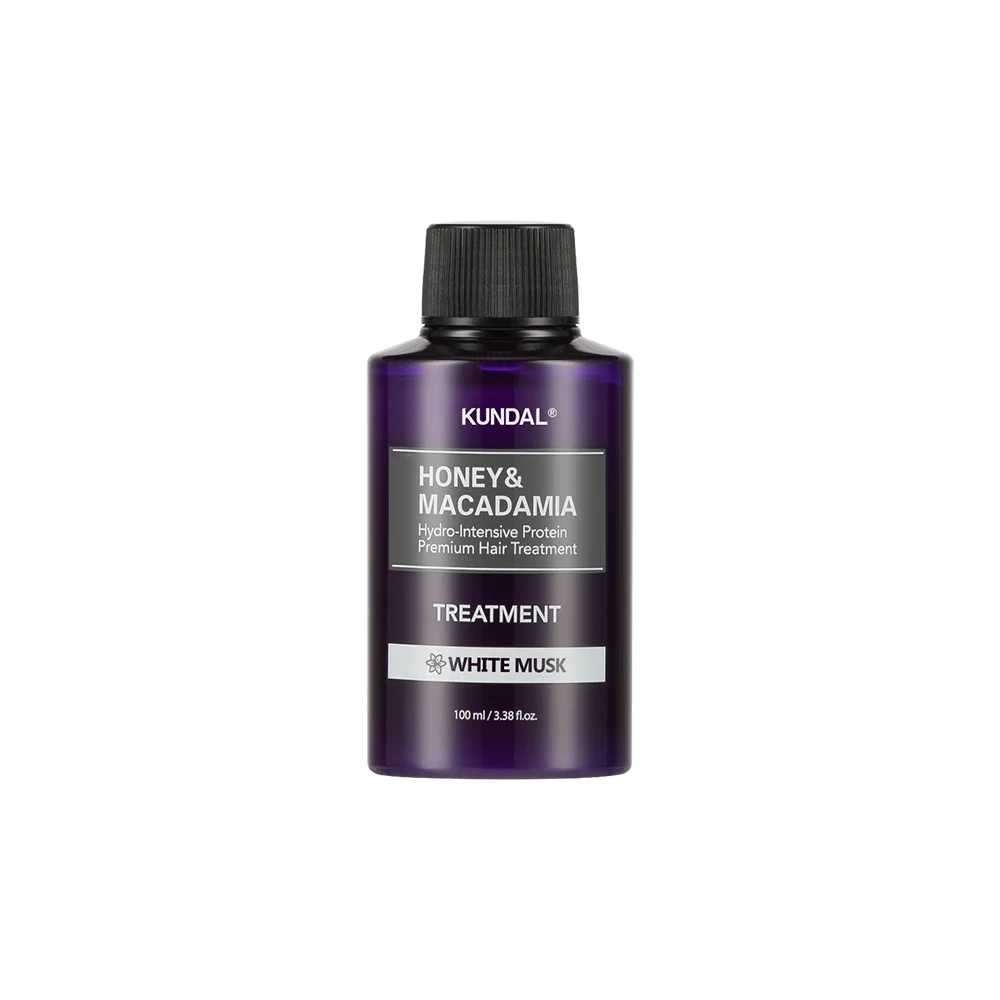 KUNDAL®
HONEY&
MACADAMIA
Hydro-Intensive Protein
Premium Hair Treatment
TREATMENT
WHITE MUSK
100 ml / 3.38 fl.oz.